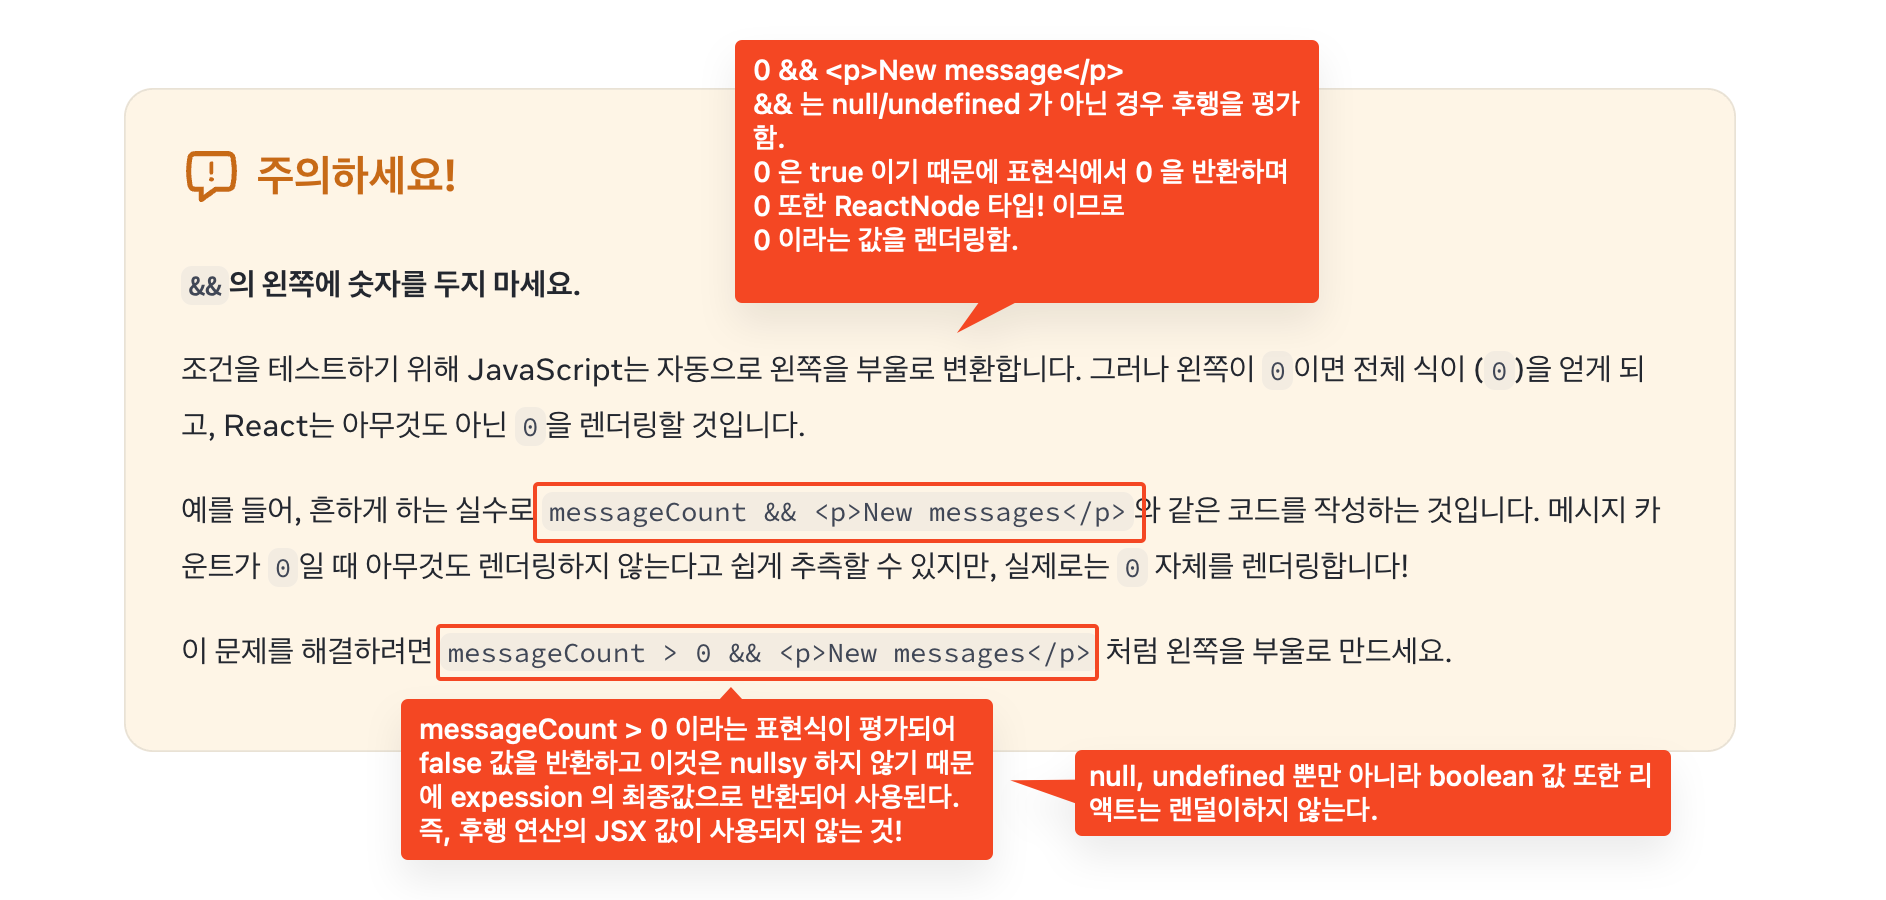 0 && <p>New message</p>
&& 는 null/undefined 가 아닌 경우 후행을 평가
함.
0 은 true 이기 때문에 표현식에서 0 을 반환하며
0 또한 ReactNode 타입! 이므로
0 이라는 값을 랜더링함.
주의하세요!
&&의 왼쪽에 숫자를 두지 마세요.
조건을 테스트하기 위해 JavaScript는 자동으로 왼쪽을 부울로 변환합니다. 그러나 왼쪽이 0이면 전체 식이 (0)을 얻게 되
고, React는 아무것도 아닌 0을 렌더링할 것입니다.
예를 들어, 흔하게 하는 실수로 messageCount && <p>New messages</p>와 같은 코드를 작성하는 것입니다. 메시지 카
운트가 0일 때 아무것도 렌더링하지 않는다고 쉽게 추측할 수 있지만, 실제로는 0 자체를 렌더링합니다!
이 문제를 해결하려면 messageCount > 0 && <p>New messages</p> 처럼 왼쪽을 부울로 만드세요.
messageCount > 0 이라는 표현식이 평가되어
false 값을 반환하고 이것은 nullsy 하지 않기 때문
에 expession 의 최종값으로 반환되어 사용된다.
즉, 후행 연산의 JSX 값이 사용되지 않는 것!
null, undefined 뿐만 아니라 boolean 값 또한 리
액트는 랜덜이하지 않는다.